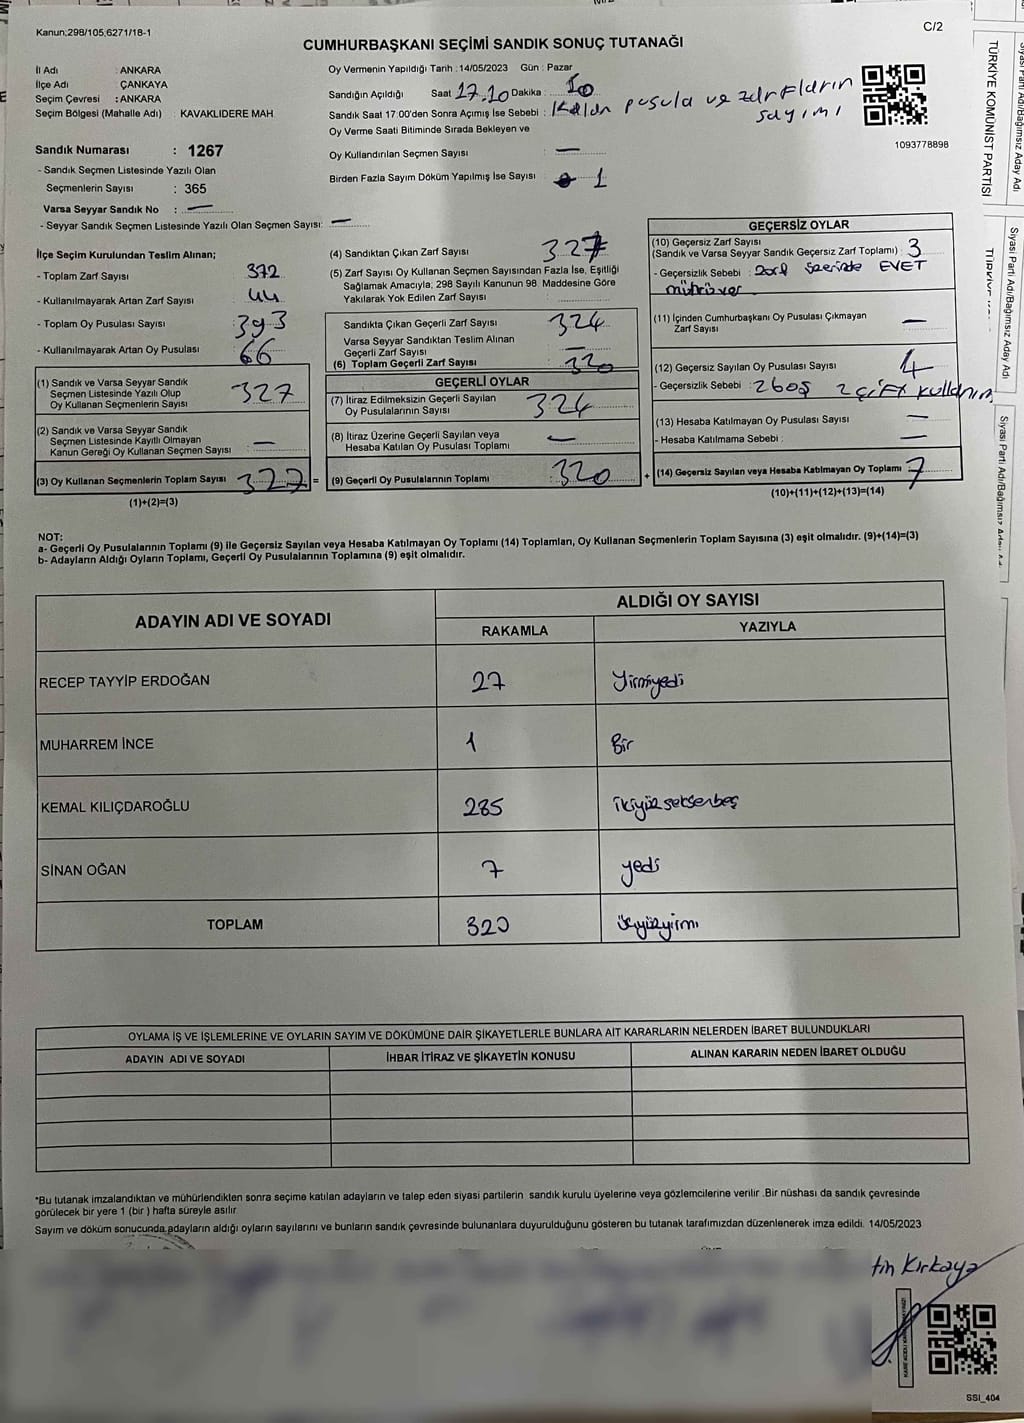 Kanun,298/105,6271/18-1
C/2
CUMHURBAŞKANI SEÇİMİ SANDIK SONUÇ TUTANAĞI
İl Adı : ANKARA
İlçe Adı ÇANKAYA
Seçim Çevresi : ANKARA
Seçim Bölgesi (Mahalle Adı) : KAVAKLIDERE MAH
Sandık Numarası : 1267
- Sandık Seçmen Listesinde Yazılı Olan
Seçmenlerin Sayısı : 365
Varsa Seyyar Sandık No : —
- Seyyar Sandık Seçmen Listesinde Yazılı Olan Seçmen Sayısı: —
Oy Vermenin Yapıldığı Tarih : 14/05/2023 Gün : Pazar
Sandığın Açıldığı Saat 17.10 Dakika : 10
Sandık Saat 17:00'den Sonra Açımış İse Sebebi : Kalan pusula ve zarfların
sayımı
Oy Verme Saati Bitiminde Sırada Bekleyen ve
Oy Kullandırılan Seçmen Sayısı : —
Birden Fazla Sayım Döküm Yapılmış İse Sayısı 1
1093778898
İlçe Seçim Kurulundan Teslim Alınan;
- Toplam Zarf Sayısı 372
- Kullanılmayarak Artan Zarf Sayısı 44
- Toplam Oy Pusulası Sayısı 393
- Kullanılmayarak Artan Oy Pusulası 66
(1) Sandık ve Varsa Seyyar Sandık
Seçmen Listesinde Yazılı Olup
Oy Kullanan Seçmenlerin Sayısı 327
(2) Sandık ve Varsa Seyyar Sandık
Seçmen Listesinde Kayıtlı Olmayan
Kanun Gereği Oy Kullanan Seçmen Sayısı —
(3) Oy Kullanan Seçmenlerin Toplam Sayısı 327 =
(1)+(2)=(3)
(4) Sandıktan Çıkan Zarf Sayısı 327
(5) Zarf Sayısı Oy Kullanan Seçmen Sayısından Fazla İse, Eşitliği
Sağlamak Amacıyla; 298 Sayılı Kanunun 98. Maddesine Göre
Yakılarak Yok Edilen Zarf Sayısı
Sandıkta Çıkan Geçerli Zarf Sayısı 324
Varsa Seyyar Sandıktan Teslim Alınan
Geçerli Zarf Sayısı —
(6) Toplam Geçerli Zarf Sayısı 320
GEÇERLİ OYLAR
(7) İtiraz Edilmeksizin Geçerli Sayılan
Oy Pusulalarının Sayısı 324
(8) İtiraz Üzerine Geçerli Sayılan veya
Hesaba Katılan Oy Pusulası Toplamı —
(9) Geçerli Oy Pusulalarının Toplamı 320 +
GEÇERSİZ OYLAR
(10) Geçersiz Zarf Sayısı
(Sandık ve Varsa Seyyar Sandık Geçersiz Zarf Toplamı) 3
- Geçersizlik Sebebi : Zarf üzerinde EVET
mührü var
(11) İçinden Cumhurbaşkanı Oy Pusulası Çıkmayan
Zarf Sayısı —
(12) Geçersiz Sayılan Oy Pusulası Sayısı 4
- Geçersizlik Sebebi : 2 boş 2 çift kullanım
(13) Hesaba Katılmayan Oy Pusulası Sayısı —
- Hesaba Katılmama Sebebi : —
(14) Geçersiz Sayılan veya Hesaba Katılmayan Oy Toplamı 7
(10)+(11)+(12)+(13)=(14)
NOT:
a- Geçerli Oy Pusulalarının Toplamı (9) ile Geçersiz Sayılan veya Hesaba Katılmayan Oy Toplamı (14) Toplamları, Oy Kullanan Seçmenlerin Toplam Sayısına (3) eşit olmalıdır. (9)+(14)=(3)
b- Adayların Aldığı Oyların Toplamı, Geçerli Oy Pusulalarının Toplamına (9) eşit olmalıdır.
ADAYIN ADI VE SOYADI
ALDIĞI OY SAYISI
RAKAMLA YAZIYLA
RECEP TAYYİP ERDOĞAN 27 Yirmiyedi
MUHARREM İNCE 1 Bir
KEMAL KILIÇDAROĞLU 285 ikiyüzseksenbeş
SİNAN OĞAN 7 yedi
TOPLAM 320 üçyüzyirmi
OYLAMA İŞ VE İŞLEMLERİNE VE OYLARIN SAYIM VE DÖKÜMÜNE DAİR ŞİKAYETLERLE BUNLARA AİT KARARLARIN NELERDEN İBARET BULUNDUKLARI
ADAYIN ADI VE SOYADI İHBAR İTİRAZ VE ŞİKAYETİN KONUSU ALINAN KARARIN NEDEN İBARET OLDUĞU
*Bu tutanak imzalandıktan ve mühürlendikten sonra seçime katılan adayların ve talep eden siyasi partilerin sandık kurulu üyelerine veya gözlemcilerine verilir .Bir nüshası da sandık çevresinde
görülecek bir yere 1 (bir ) hafta süreyle asılır.
Sayım ve döküm sonucunda,adayların aldığı oyların sayılarını ve bunların sandık çevresinde bulunanlara duyurulduğunu gösteren bu tutanak tarafımızdan düzenlenerek imza edildi. 14/05/2023
tin Kırkaya
SSİ_404
TÜRKİYE KOMÜNİST PARTİSİ
Siyasi Parti Adı/Bağımsız Aday Adı
Siyasi Parti Adı/Bağımsız Aday Adı